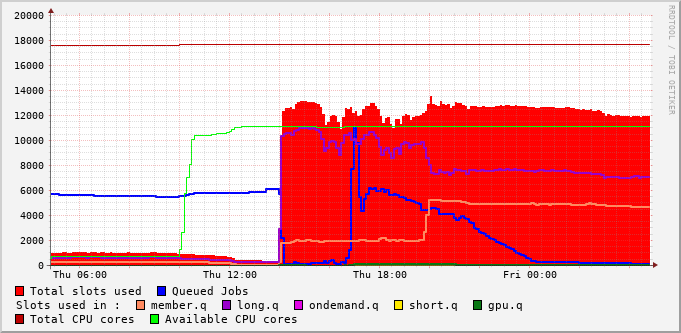 RRDTOOL / TOBI OETIKER
20000
18000
16000
14000
12000
10000
8000
6000
4000
2000
0
Thu 06:00 Thu 12:00 Thu 18:00 Fri 00:00
Total slots used Queued Jobs
Slots used in : member.q long.q ondemand.q short.q gpu.q
Total CPU cores Available CPU cores